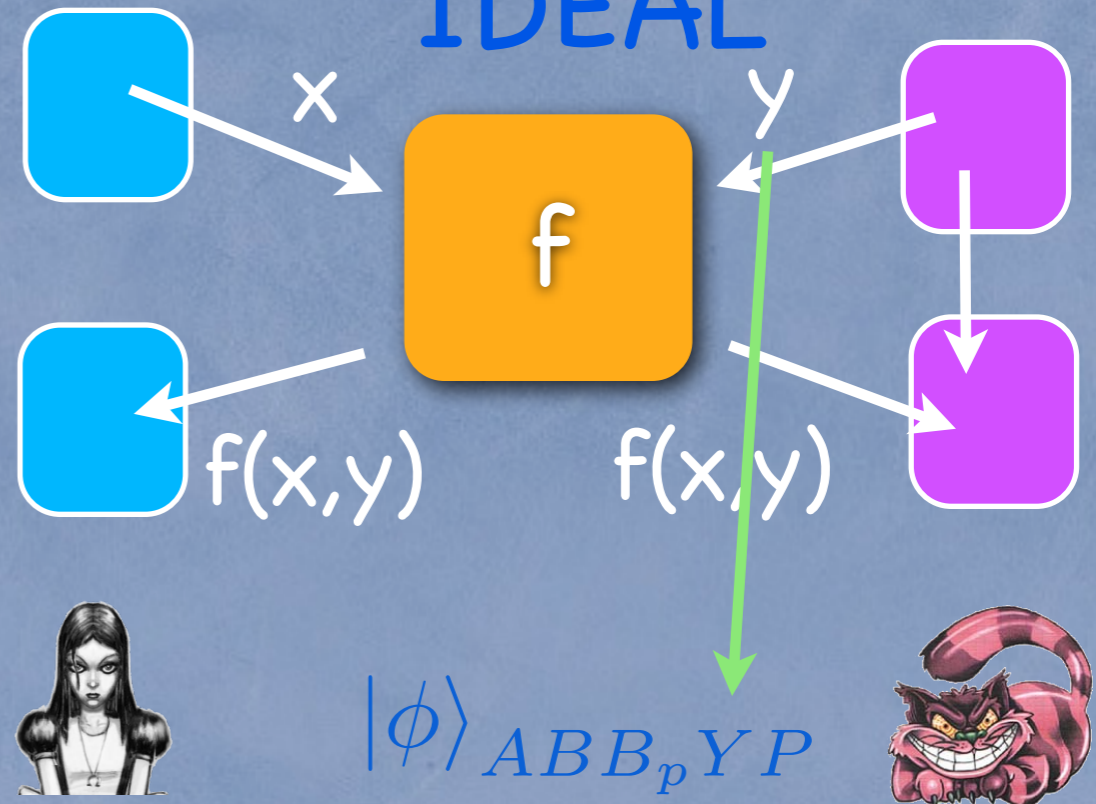 IDEAL
x
y
f
f(x,y)
f(x,y)
|ϕ⟩ABB_pYP